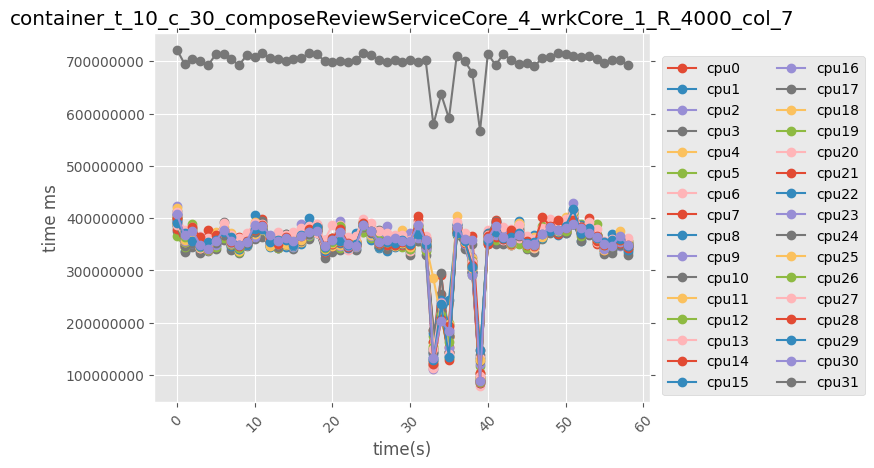 container_t_10_c_30_composeReviewServiceCore_4_wrkCore_1_R_4000_col_7
700000000
600000000
500000000
400000000
300000000
200000000
100000000
time ms
0
10
20
30
40
50
60
time(s)
cpu0
cpu1
cpu2
cpu3
cpu4
cpu5
cpu6
cpu7
cpu8
cpu9
cpu10
cpu11
cpu12
cpu13
cpu14
cpu15
cpu16
cpu17
cpu18
cpu19
cpu20
cpu21
cpu22
cpu23
cpu24
cpu25
cpu26
cpu27
cpu28
cpu29
cpu30
cpu31